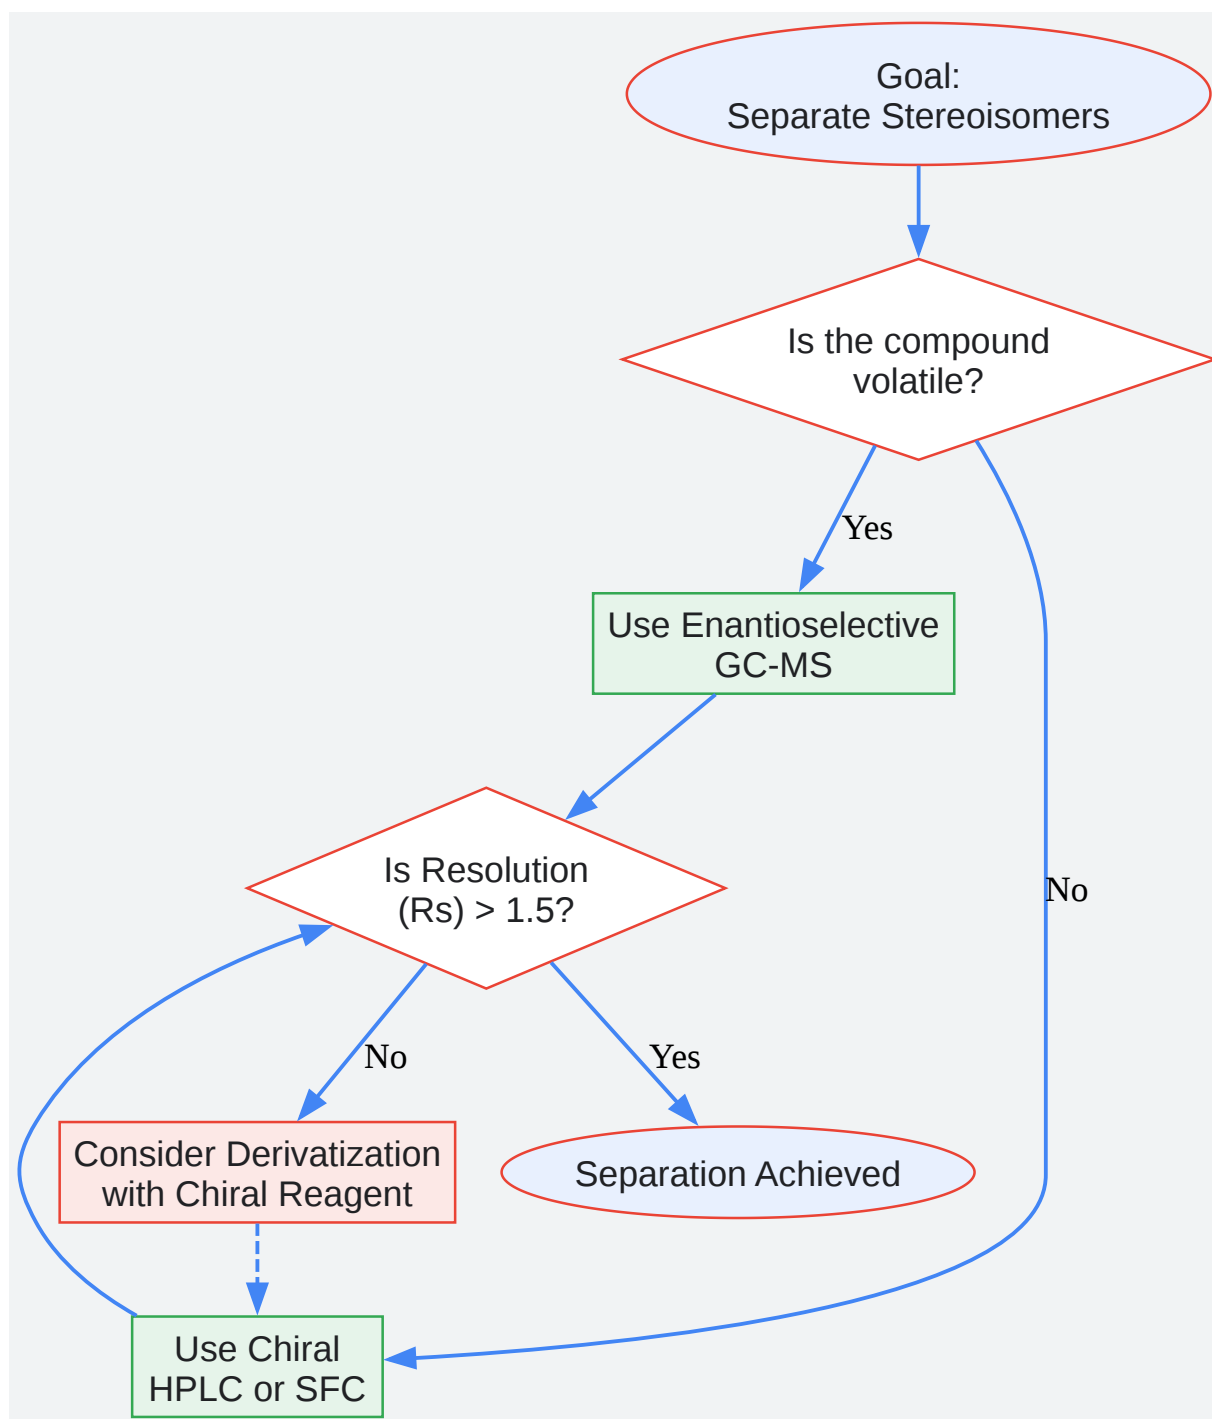 Goal:
Separate Stereoisomers
Is the compound
volatile?
Yes
Use Enantioselective
GC-MS
Is Resolution
(Rs) > 1.5?
No
No
Yes
Consider Derivatization
with Chiral Reagent
Separation Achieved
Use Chiral
HPLC or SFC